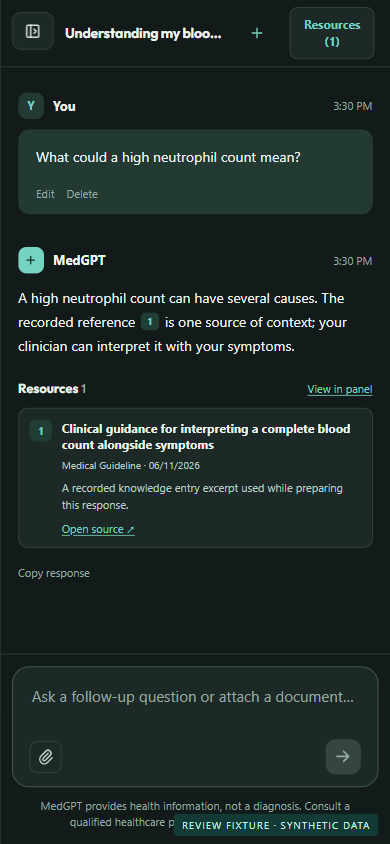 Understanding my bloo...
+
Resources
(1)
Y
You
3:30 PM
What could a high neutrophil count mean?
Edit Delete
+
MedGPT
3:30 PM
A high neutrophil count can have several causes. The
recorded reference 1 is one source of context; your
clinician can interpret it with your symptoms.
Resources 1
View in panel
1
Clinical guidance for interpreting a complete blood
count alongside symptoms
Medical Guideline · 06/11/2026
A recorded knowledge entry excerpt used while preparing
this response.
Open source ↗
Copy response
Ask a follow-up question or attach a document...
MedGPT provides health information, not a diagnosis. Consult a
qualified healthcare
REVIEW FIXTURE · SYNTHETIC DATA